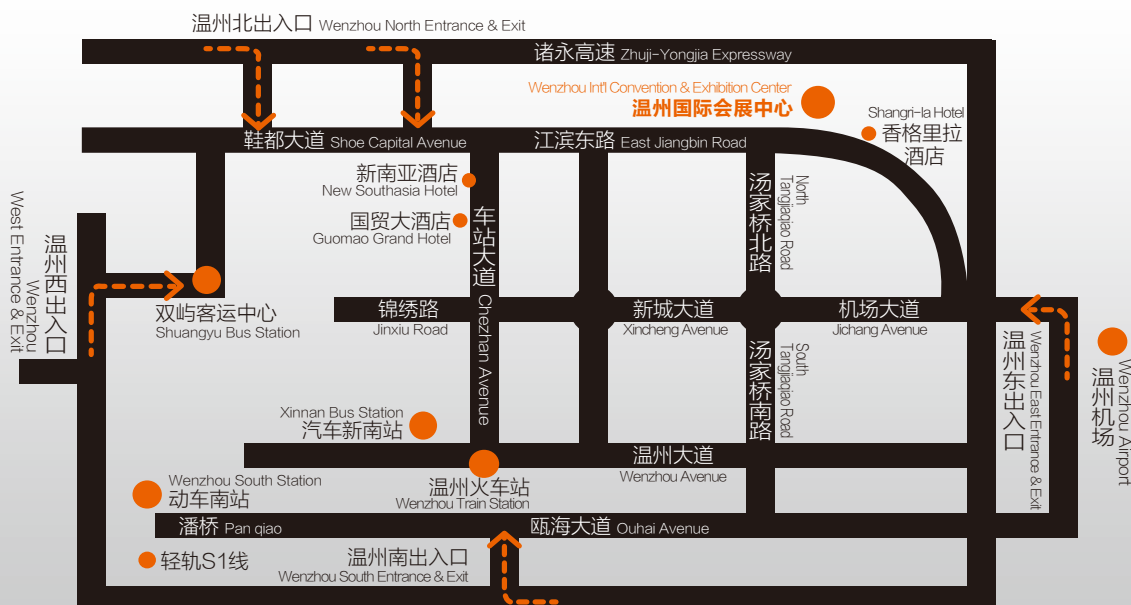 温州北出入口 Wenzhou North Entrance & Exit
诸永高速 Zhuji-Yongjia Expressway
Wenzhou Int'l Convention & Exhibition Center
温州国际会展中心
Shangri-la Hotel
香格里拉
酒店
鞋都大道 Shoe Capital Avenue
江滨东路 East Jiangbin Road
新南亚酒店
New Southasia Hotel
国贸大酒店
Guomao Grand Hotel
车站大道 Chezhan Avenue
汤家桥北路
North
Tangjiaqiao Road
温州西出入口
Wenzhou
West Entrance & Exit
双屿客运中心
Shuangyu Bus Station
锦绣路
Jinxiu Road
新城大道
Xincheng Avenue
机场大道
Jichang Avenue
汤家桥南路
South
Tangjiaqiao Road
温州东出入口
Wenzhou East Entrance & Exit
温州机场
Wenzhou Airport
Xinnan Bus Station
汽车新南站
温州大道
Wenzhou Avenue
Wenzhou South Station
动车南站
温州火车站
Wenzhou Train Station
潘桥 Pan qiao
瓯海大道 Ouhai Avenue
轻轨S1线
温州南出入口
Wenzhou South Entrance & Exit